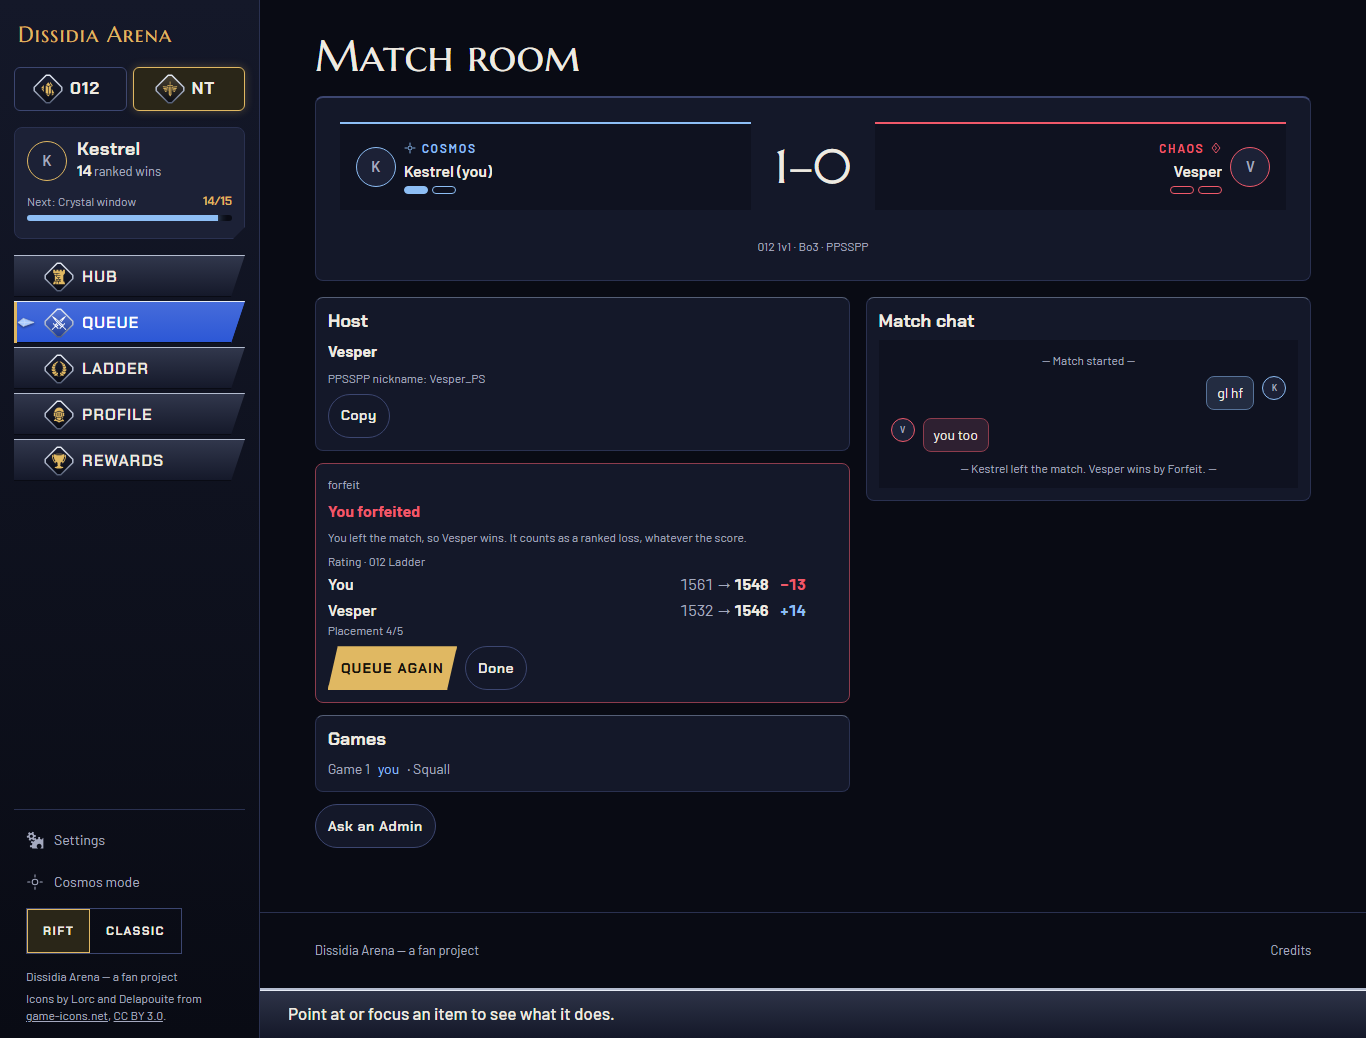 Dissidia Arena
012
NT
K
Kestrel
14 ranked wins
Next: Crystal window
14/15
HUB
QUEUE
LADDER
PROFILE
REWARDS
Settings
Cosmos mode
RIFT
CLASSIC
Dissidia Arena — a fan project
Icons by Lorc and Delapouite from
game-icons.net, CC BY 3.0.
Match room
K
COSMOS
Kestrel (you)
1–0
CHAOS
Vesper
V
012 1v1 · Bo3 · PPSSPP
Host
Vesper
PPSSPP nickname: Vesper_PS
Copy
forfeit
You forfeited
You left the match, so Vesper wins. It counts as a ranked loss, whatever the score.
Rating · 012 Ladder
You 1561 → 1548 −13
Vesper 1532 → 1546 +14
Placement 4/5
QUEUE AGAIN
Done
Games
Game 1 you · Squall
Ask an Admin
Match chat
— Match started —
gl hf
K
V
you too
— Kestrel left the match. Vesper wins by Forfeit. —
Dissidia Arena — a fan project
Credits
Point at or focus an item to see what it does.